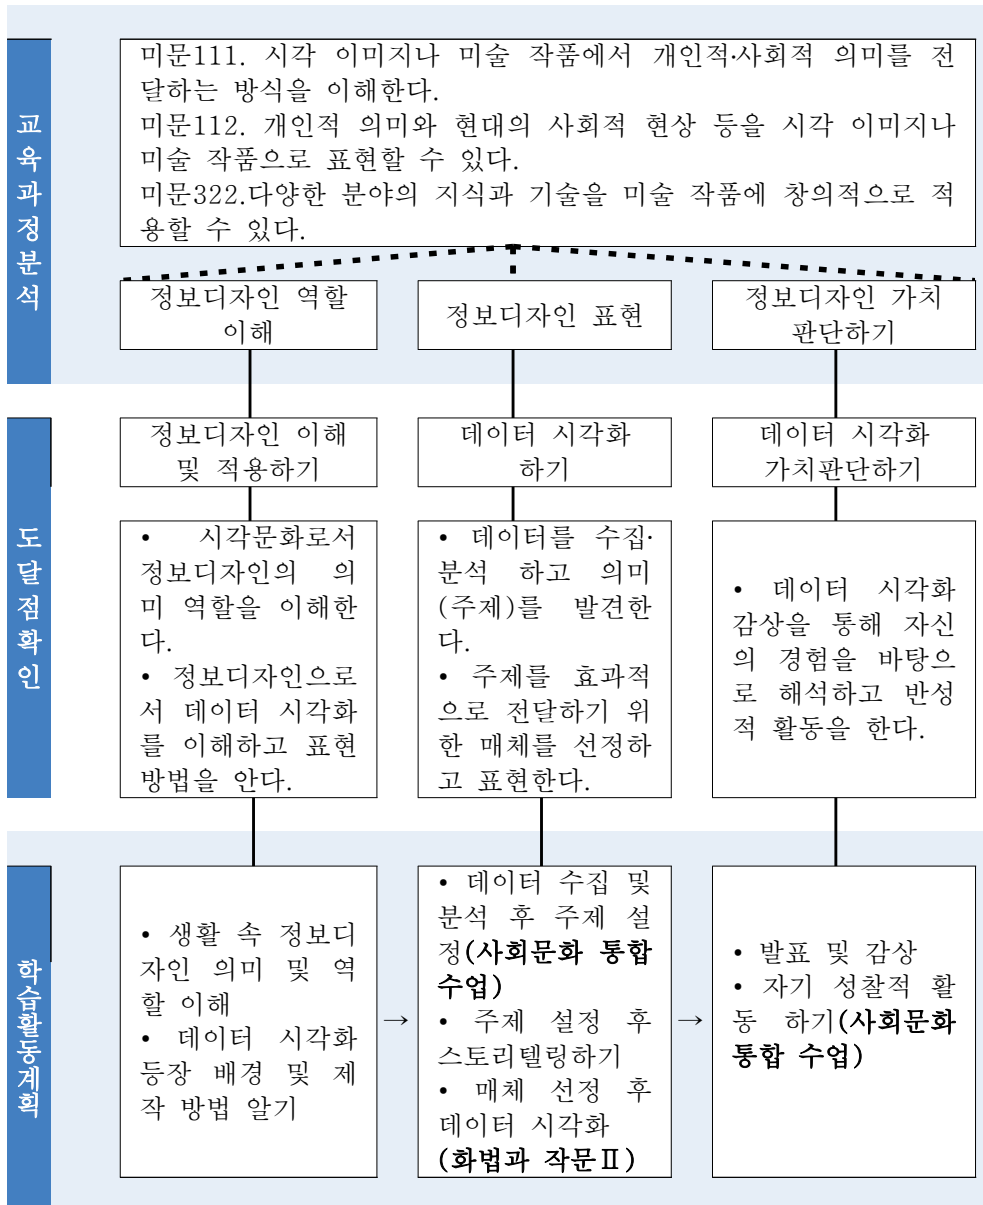 교육과정분석
미문111. 시각 이미지나 미술 작품에서 개인적·사회적 의미를 전
달하는 방식을 이해한다.
미문112. 개인적 의미와 현대의 사회적 현상 등을 시각 이미지나
미술 작품으로 표현할 수 있다.
미문322.다양한 분야의 지식과 기술을 미술 작품에 창의적으로 적
용할 수 있다.
정보디자인 역할
이해
정보디자인 표현
정보디자인 가치
판단하기
도달점확인
정보디자인 이해
및 적용하기
데이터 시각화
하기
데이터 시각화
가치판단하기
• 시각문화로서
정보디자인의 의
미 역할을 이해한
다.
• 정보디자인으로
서 데이터 시각화
를 이해하고 표현
방법을 안다.
• 데이터를 수집·
분석 하고 의미
(주제)를 발견한
다.
• 주제를 효과적
으로 전달하기 위
한 매체를 선정하
고 표현한다.
• 데이터 시각화
감상을 통해 자신
의 경험을 바탕으
로 해석하고 반성
적 활동을 한다.
학습활동계획
• 생활 속 정보디
자인 의미 및 역
할 이해
• 데이터 시각화
등장 배경 및 제
작 방법 알기
→
• 데이터 수집 및
분석 후 주제 설
정(사회문화 통합
수업)
• 주제 설정 후
스토리텔링하기
• 매체 선정 후
데이터 시각화
(화법과 작문Ⅱ)
→
• 발표 및 감상
• 자기 성찰적 활
동 하기(사회문화
통합 수업)